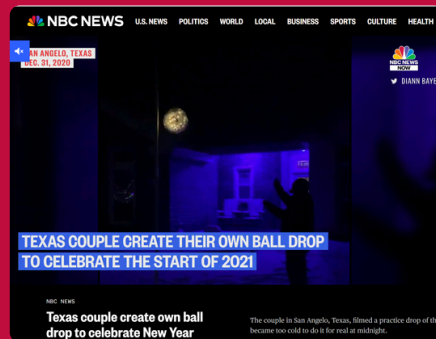 NBC NEWS U.S. NEWS POLITICS WORLD LOCAL BUSINESS SPORTS CULTURE HEALTH
SAN ANGELO, TEXAS
DEC. 31, 2020
NBC NEWS
NOW
DIANN BAYE
TEXAS COUPLE CREATE THEIR OWN BALL DROP
TO CELEBRATE THE START OF 2021
NBC NEWS
Texas couple create own ball
drop to celebrate New Year
The couple in San Angelo, Texas, filmed a practice drop of th
became too cold to do it for real at midnight.